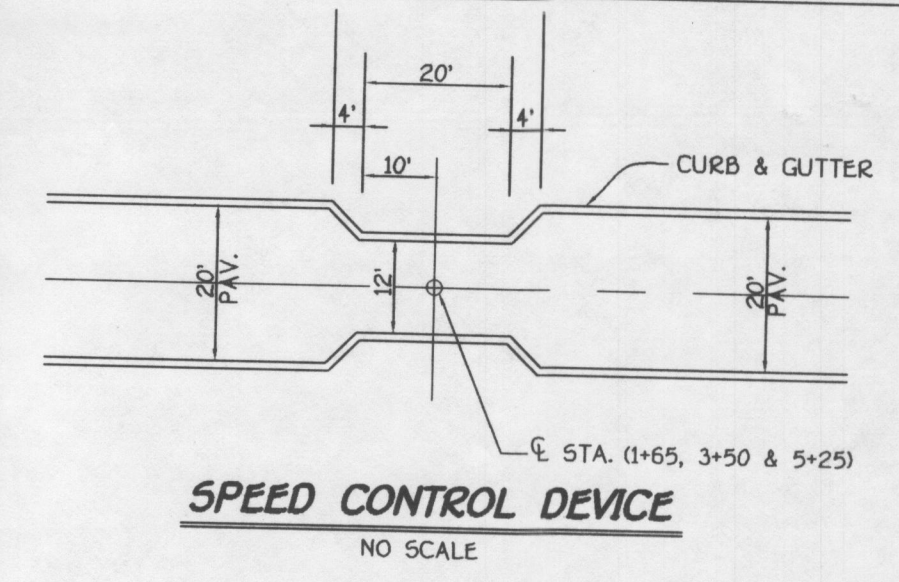 20'
4'
4'
10'
CURB & GUTTER
20'
PAV.
12'
20'
PAV.
℄ STA. (1+65, 3+50 & 5+25)
SPEED CONTROL DEVICE
NO SCALE